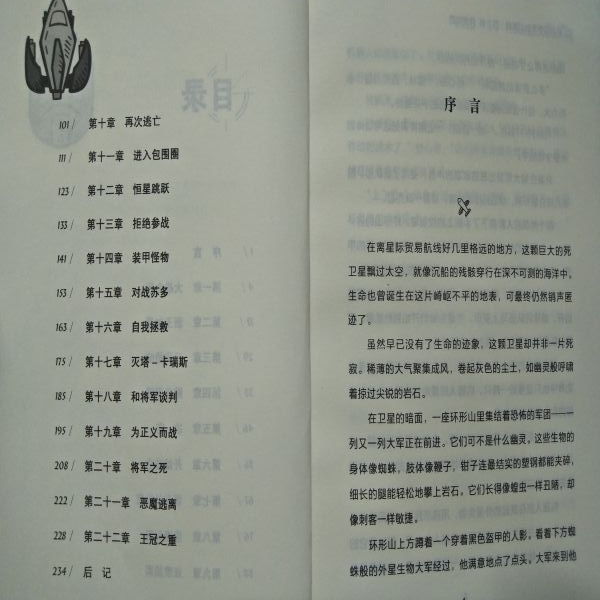 101/ 第十章 再次逃亡
111/ 第十一章 进入包围圈
123/ 第十二章 恒星跳跃
133/ 第十三章 拒绝参战
141/ 第十四章 装甲怪物
153/ 第十五章 对战苏多
163/ 第十六章 自我拯救
175/ 第十七章 灭塔-卡瑞斯
185/ 第十八章 和将军谈判
195/ 第十九章 为正义而战
208/ 第二十章 将军之死
222/ 第二十一章 恶魔逃离
228/ 第二十二章 王冠之重
234/ 后 记
序 言
在离星际贸易航线好几里格远的地方，这颗巨大的死
卫星飘过太空，就像沉船的残骸穿行在深不可测的海洋中。
生命也曾诞生在这片崎岖不平的地表，可最终仍然销声匿
迹了。
虽然早已没有了生命的迹象，这颗卫星却并非一片死
寂。稀薄的大气聚集成风，卷起灰色的尘土，如幽灵般呼啸
着掠过尖锐的岩石。
在卫星的暗面，一座环形山里集结着恐怖的军团——一
列又一列大军正在前进。它们可不是什么幽灵。这些生物的
身体像蜘蛛，肢体像鞭子，钳子连最结实的塑钢都能夹碎，
细长的腿能轻松地攀上岩石。它们长得像蝗虫一样丑陋，却
像刺客一样敏捷。
环形山上方蹲着一个穿着黑色盔甲的人影。看着下方蜘
蛛般的外星生物大军经过，他满意地点了点头。大军来到他